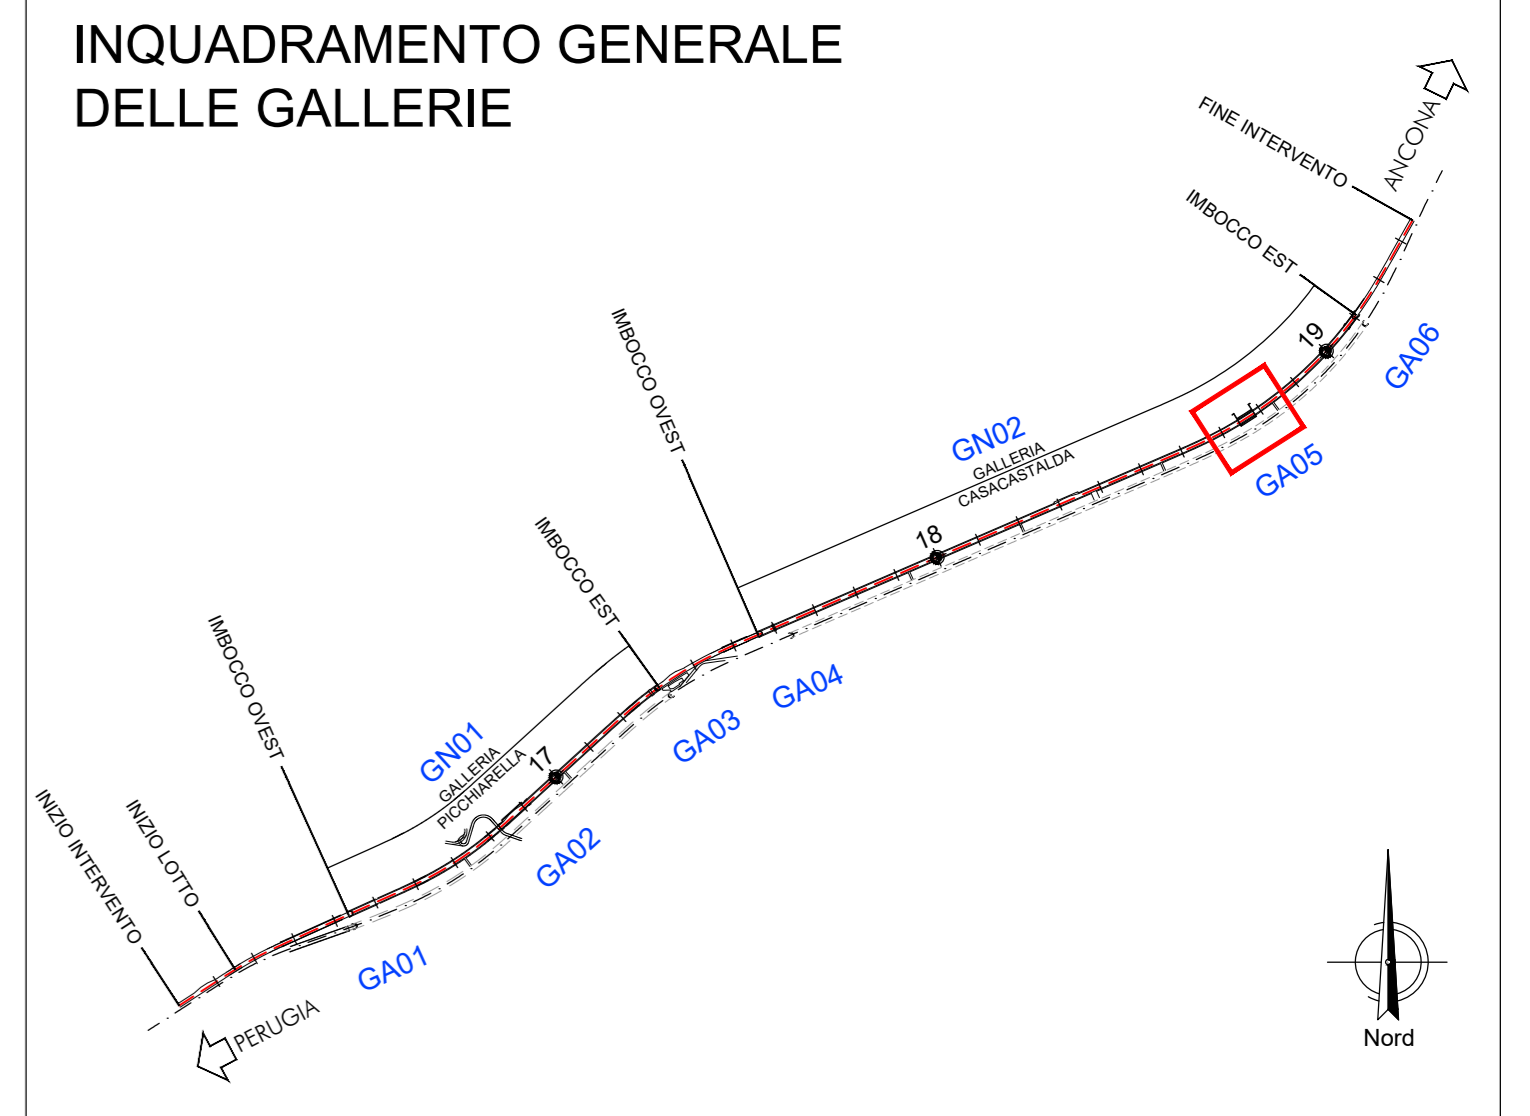 INQUADRAMENTO GENERALE
DELLE GALLERIE
FINE INTERVENTO
ANCONA
IMBOCCO EST
19
GA06
IMBOCCO OVEST
GN02
GALLERIA
CASACASTALDA
GA05
18
IMBOCCO EST
IMBOCCO OVEST
GA04
GA03
GN01
GALLERIA
PICCHIARELLA
17
GA02
INIZIO INTERVENTO
INIZIO LOTTO
GA01
PERUGIA
Nord